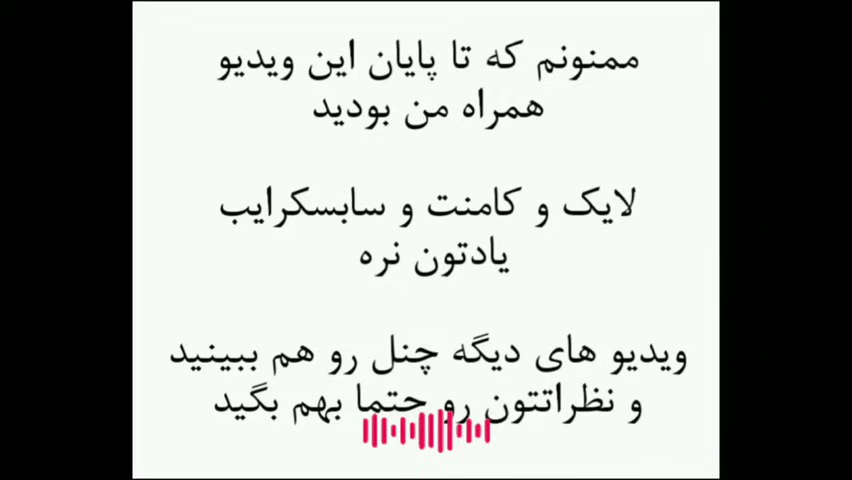 ممنونم که تا پایان این ویدیو
همراه من بودید
لایک و کامنت و سابسکرایب
یادتون نره
ویدیو های دیگه چنل رو هم ببینید
و نظراتتون رو حتما بهم بگید